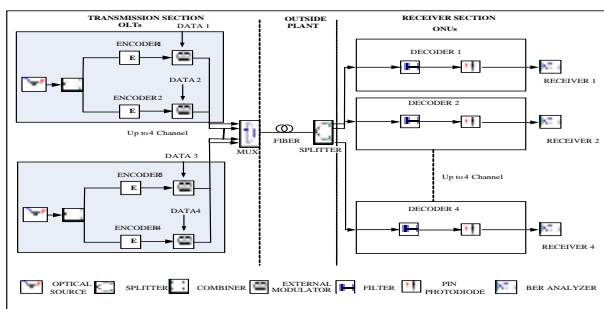 TRANSMISSION SECTION
OLTs
OUTSIDE
PLANT
RECEIVER SECTION
ONUs
DATA 1
ENCODER1
E
DATA 2
ENCODER2
E
Up to 4 Channel
MUX
FIBER
SPLITTER
DATA 3
ENCODER3
E
DATA4
ENCODER4
E
DECODER 1
RECEIVER 1
DECODER 2
RECEIVER 2
Up to 4 Channel
DECODER 4
RECEIVER 4
OPTICAL
SOURCE
SPLITTER
COMBINER
EXTERNAL
MODULATOR
FILTER
PIN
PHOTODIODE
BER ANALYZER